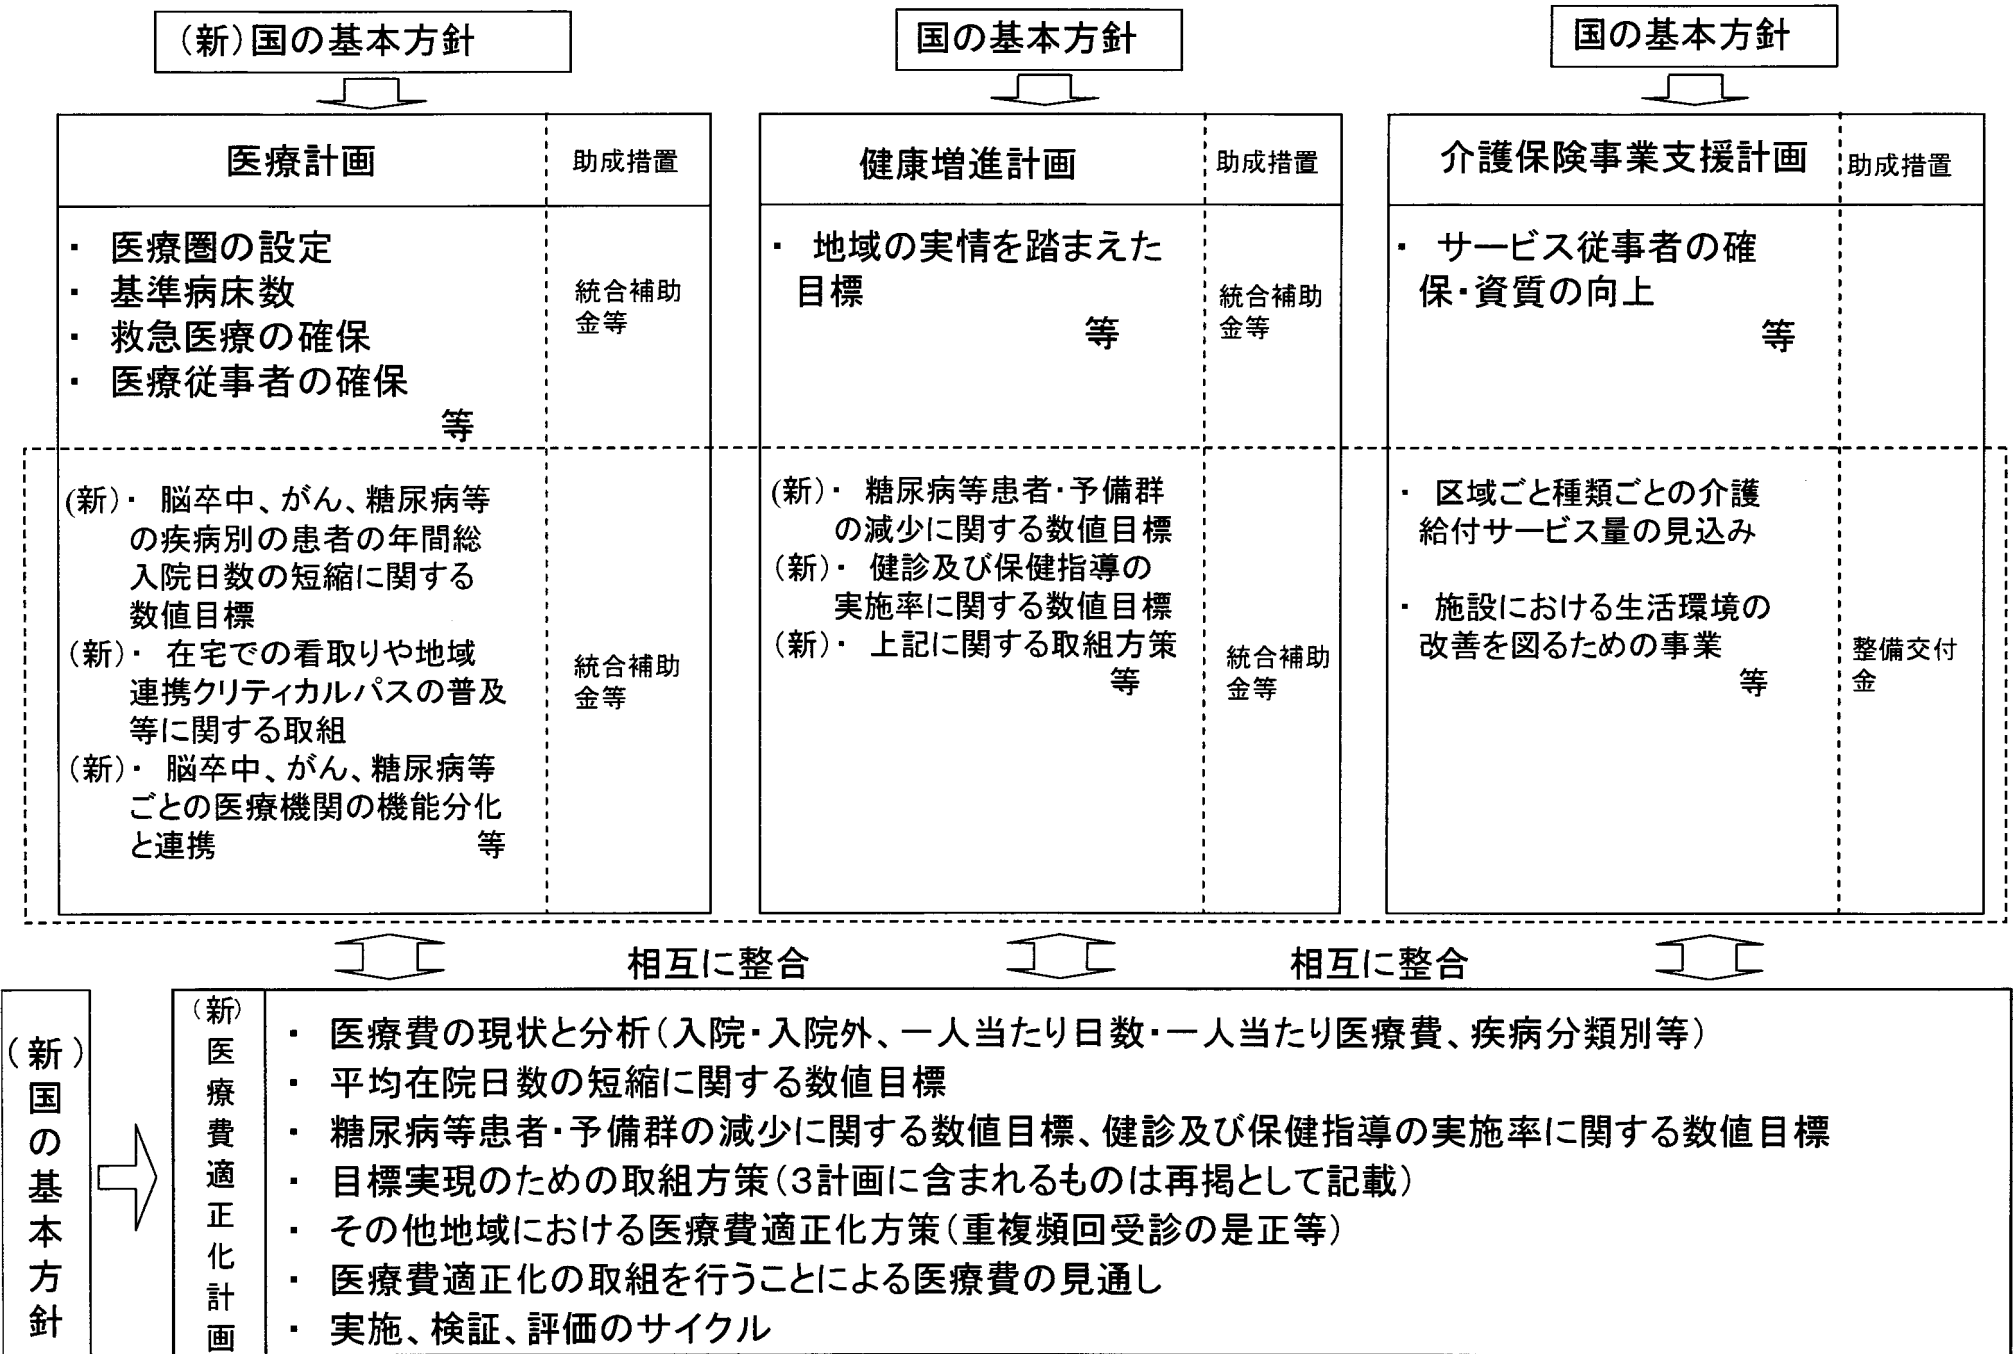 (新)国の基本方針
国の基本方針
国の基本方針
医療計画
助成措置
・ 医療圏の設定
・ 基準病床数
・ 救急医療の確保
・ 医療従事者の確保
等
統合補助
金等
(新)・ 脳卒中、がん、糖尿病等
の疾病別の患者の年間総
入院日数の短縮に関する
数値目標
(新)・ 在宅での看取りや地域
連携クリティカルパスの普及
等に関する取組
(新)・ 脳卒中、がん、糖尿病等
ごとの医療機関の機能分化
と連携 等
統合補助
金等
健康増進計画
助成措置
・ 地域の実情を踏まえた
目標
等
統合補助
金等
(新)・ 糖尿病等患者・予備群
の減少に関する数値目標
(新)・ 健診及び保健指導の
実施率に関する数値目標
(新)・ 上記に関する取組方策
等
統合補助
金等
介護保険事業支援計画
助成措置
・ サービス従事者の確
保・資質の向上
等
・ 区域ごと種類ごとの介護
給付サービス量の見込み
・ 施設における生活環境の
改善を図るための事業
等
整備交付
金
相互に整合
相互に整合
(新)国の基本方針
(新)医療費適正化計画
・ 医療費の現状と分析(入院・入院外、一人当たり日数・一人当たり医療費、疾病分類別等)
・ 平均在院日数の短縮に関する数値目標
・ 糖尿病等患者・予備群の減少に関する数値目標、健診及び保健指導の実施率に関する数値目標
・ 目標実現のための取組方策(3計画に含まれるものは再掲として記載)
・ その他地域における医療費適正化方策(重複頻回受診の是正等)
・ 医療費適正化の取組を行うことによる医療費の見通し
・ 実施、検証、評価のサイクル